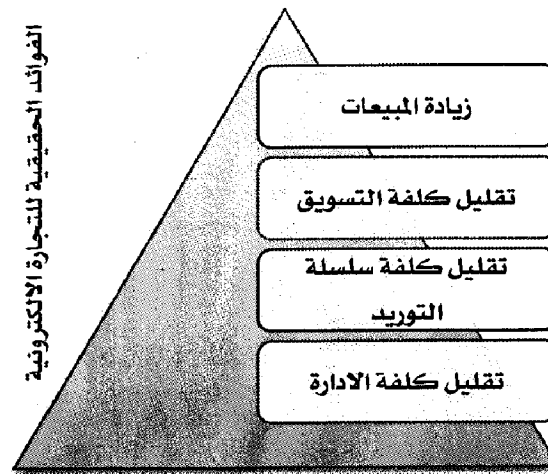 الفوائد الحقيقية للتجارة الالكترونية
زيادة المبيعات
تقليل كلفة التسويق
تقليل كلفة سلسلة
التوريد
تقليل كلفة الادارة